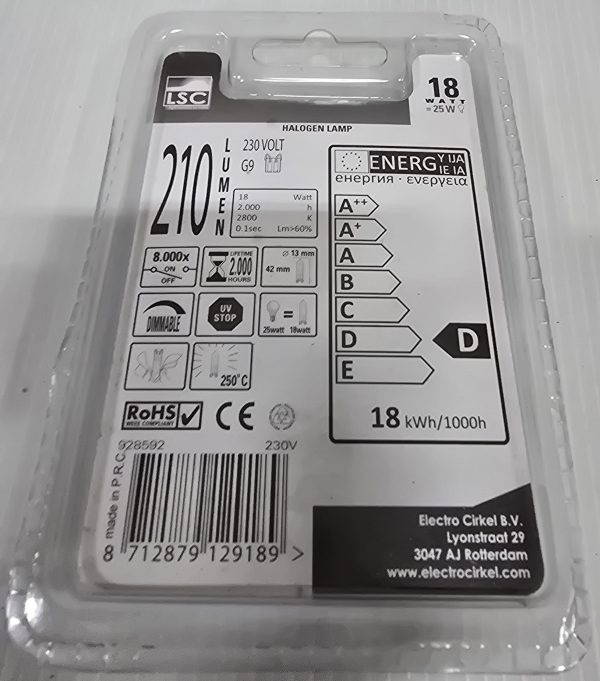 LSC
18
WATT
= 25W
HALOGEN LAMP
210
LUMEN
230 VOLT
G9
18 Watt
2.000 h
2800 K
0.1sec Lm>60%
8.000x
ON
OFF
LIFETIME
2.000
HOURS
Ø 13 mm
42 mm
DIMMABLE
UV
STOP
=
25watt 18watt
250°C
RoHS
WEEE COMPLIANT
CE
ENERG Y IJA
IE IA
енергия · ενεργεια
A++
A+
A
B
C
D
E
D
18 kWh/1000h
928592 230V
made in P.R.C.
8 712879 129189 >
Electro Cirkel B.V.
Lyonstraat 29
3047 AJ Rotterdam
www.electrocirkel.com